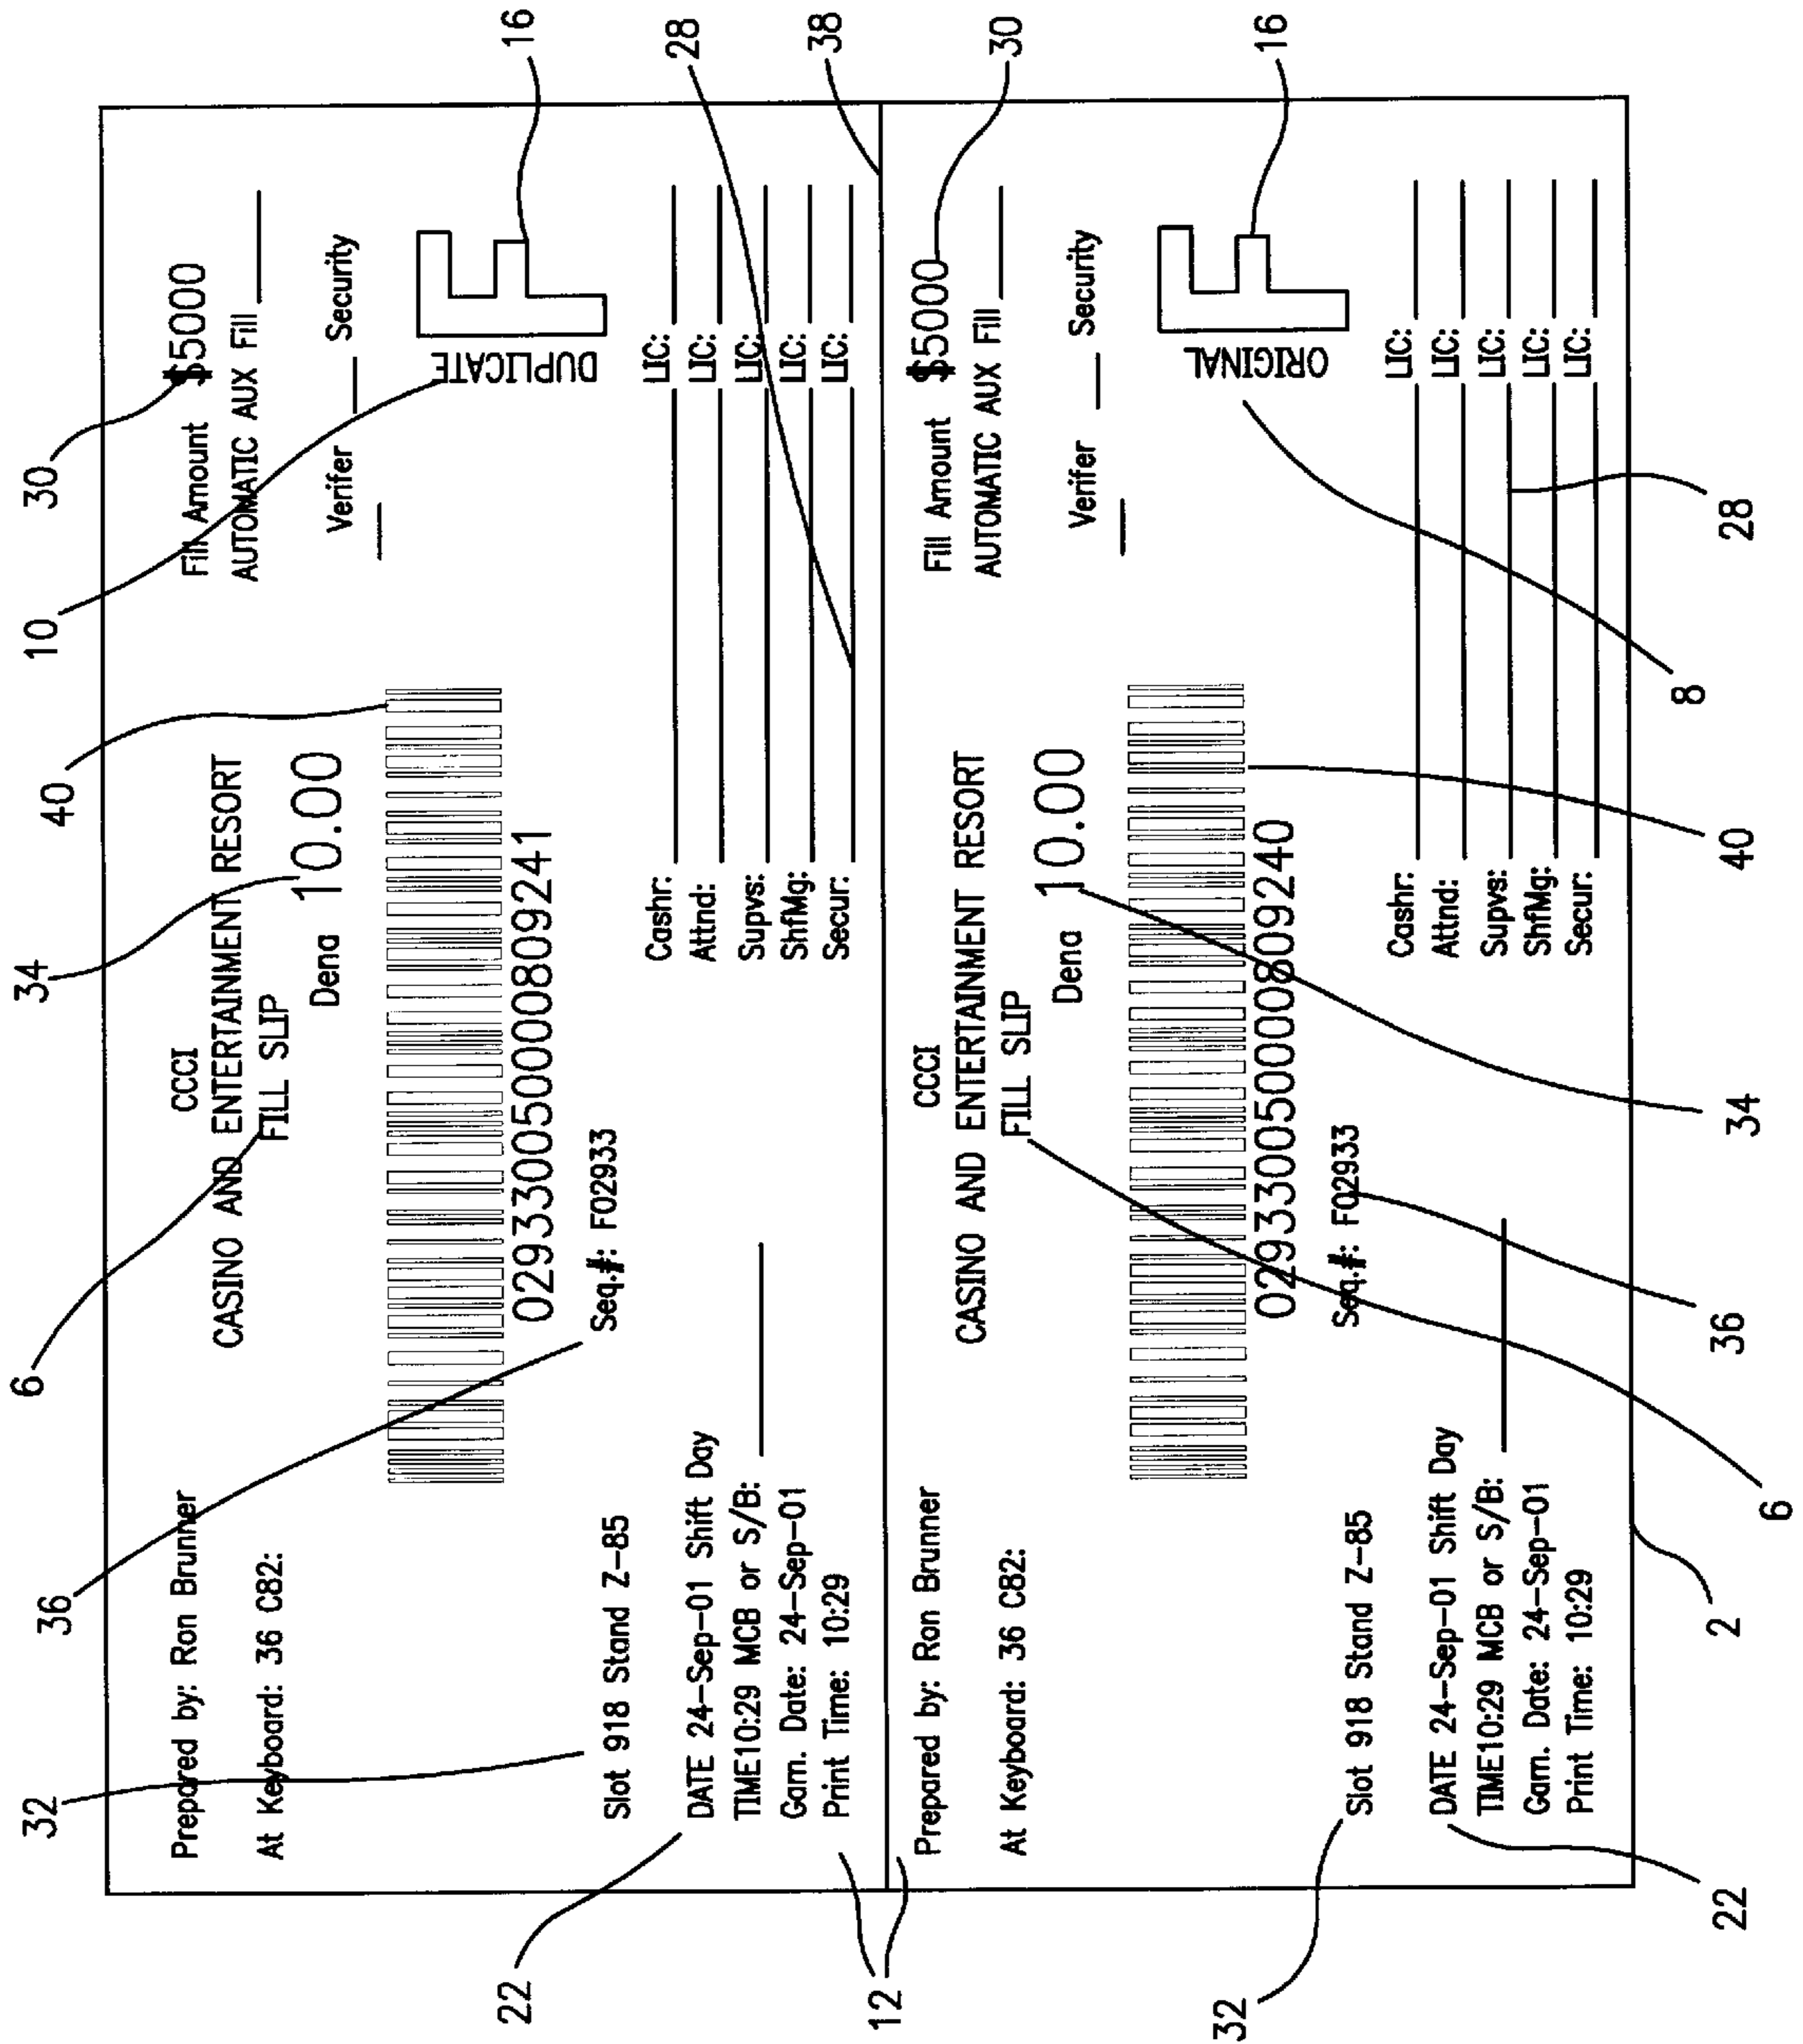 30
10
40
34
6
36
32
22
Prepared by: Ron Brunner
At Keyboard: 36 C82:
CCCI
CASINO AND ENTERTAINMENT RESORT
FILL SLIP
Dena 10.00
Fill Amount $5000
AUTOMATIC AUX Fill
Verifer Security
DUPLICATE
F
16
029330050000809241
Seq.#: F02933
Slot 918 Stand Z-85
DATE 24-Sep-01 Shift Day
TIME10:29 MCB or S/B:
Gam. Date: 24-Sep-01
Print Time: 10:29
Cashr: LIC:
Attnd: LIC:
Supvs: LIC:
ShfMg: LIC:
Secur: LIC:
28
38
30
12
Prepared by: Ron Brunner
At Keyboard: 36 C82:
CCCI
CASINO AND ENTERTAINMENT RESORT
FILL SLIP
Dena 10.00
Fill Amount $5000
AUTOMATIC AUX Fill
Verifer Security
ORIGINAL
F
16
029330050000809240
Seq.#: F02933
Slot 918 Stand Z-85
DATE 24-Sep-01 Shift Day
TIME10:29 MCB or S/B:
Gam. Date: 24-Sep-01
Print Time: 10:29
Cashr: LIC:
Attnd: LIC:
Supvs: LIC:
ShfMg: LIC:
Secur: LIC:
32
22
2
6
36
34
40
8
28